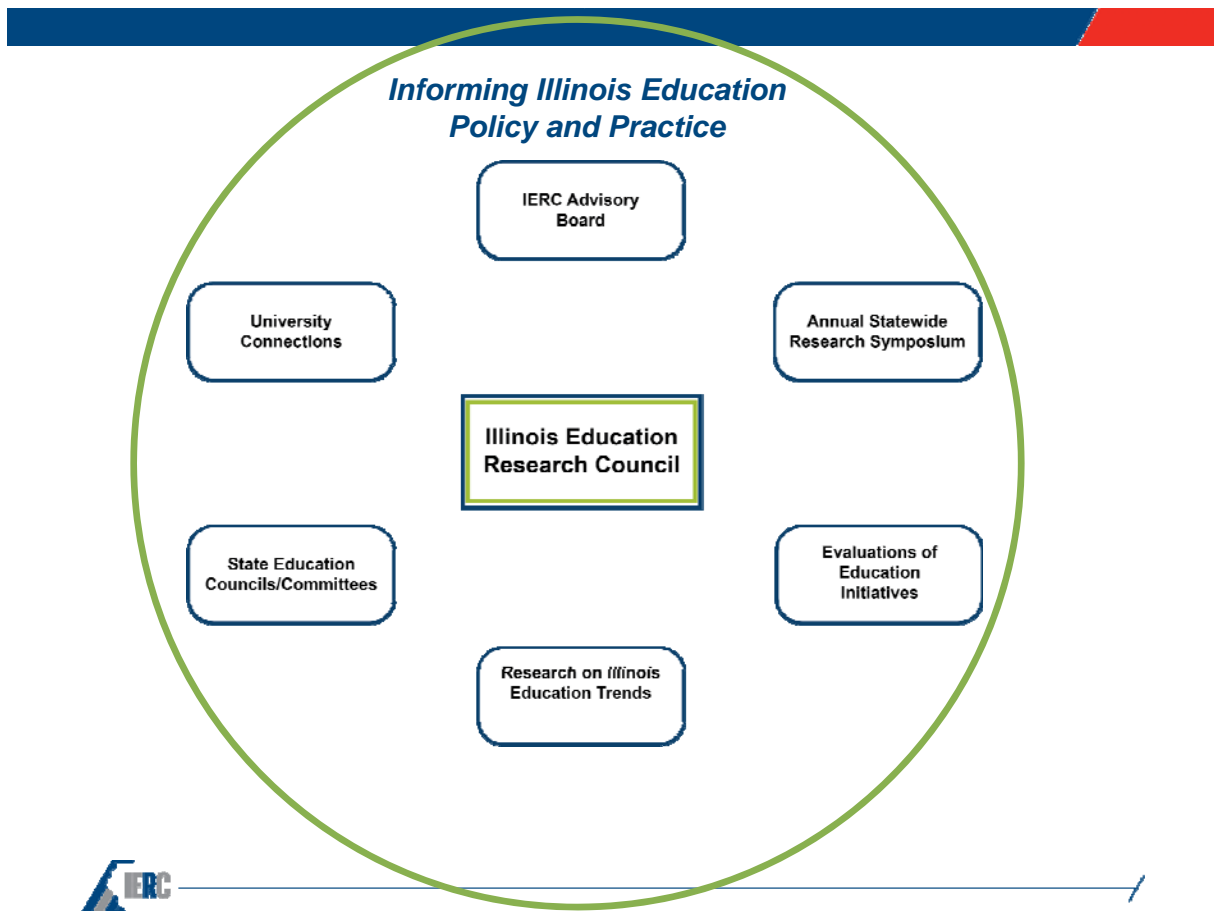 Informing Illinois Education
Policy and Practice
IERC Advisory
Board
University
Connections
Annual Statewide
Research Symposium
Illinois Education
Research Council
State Education
Councils/Committees
Evaluations of
Education
Initiatives
Research on Illinois
Education Trends
IERC